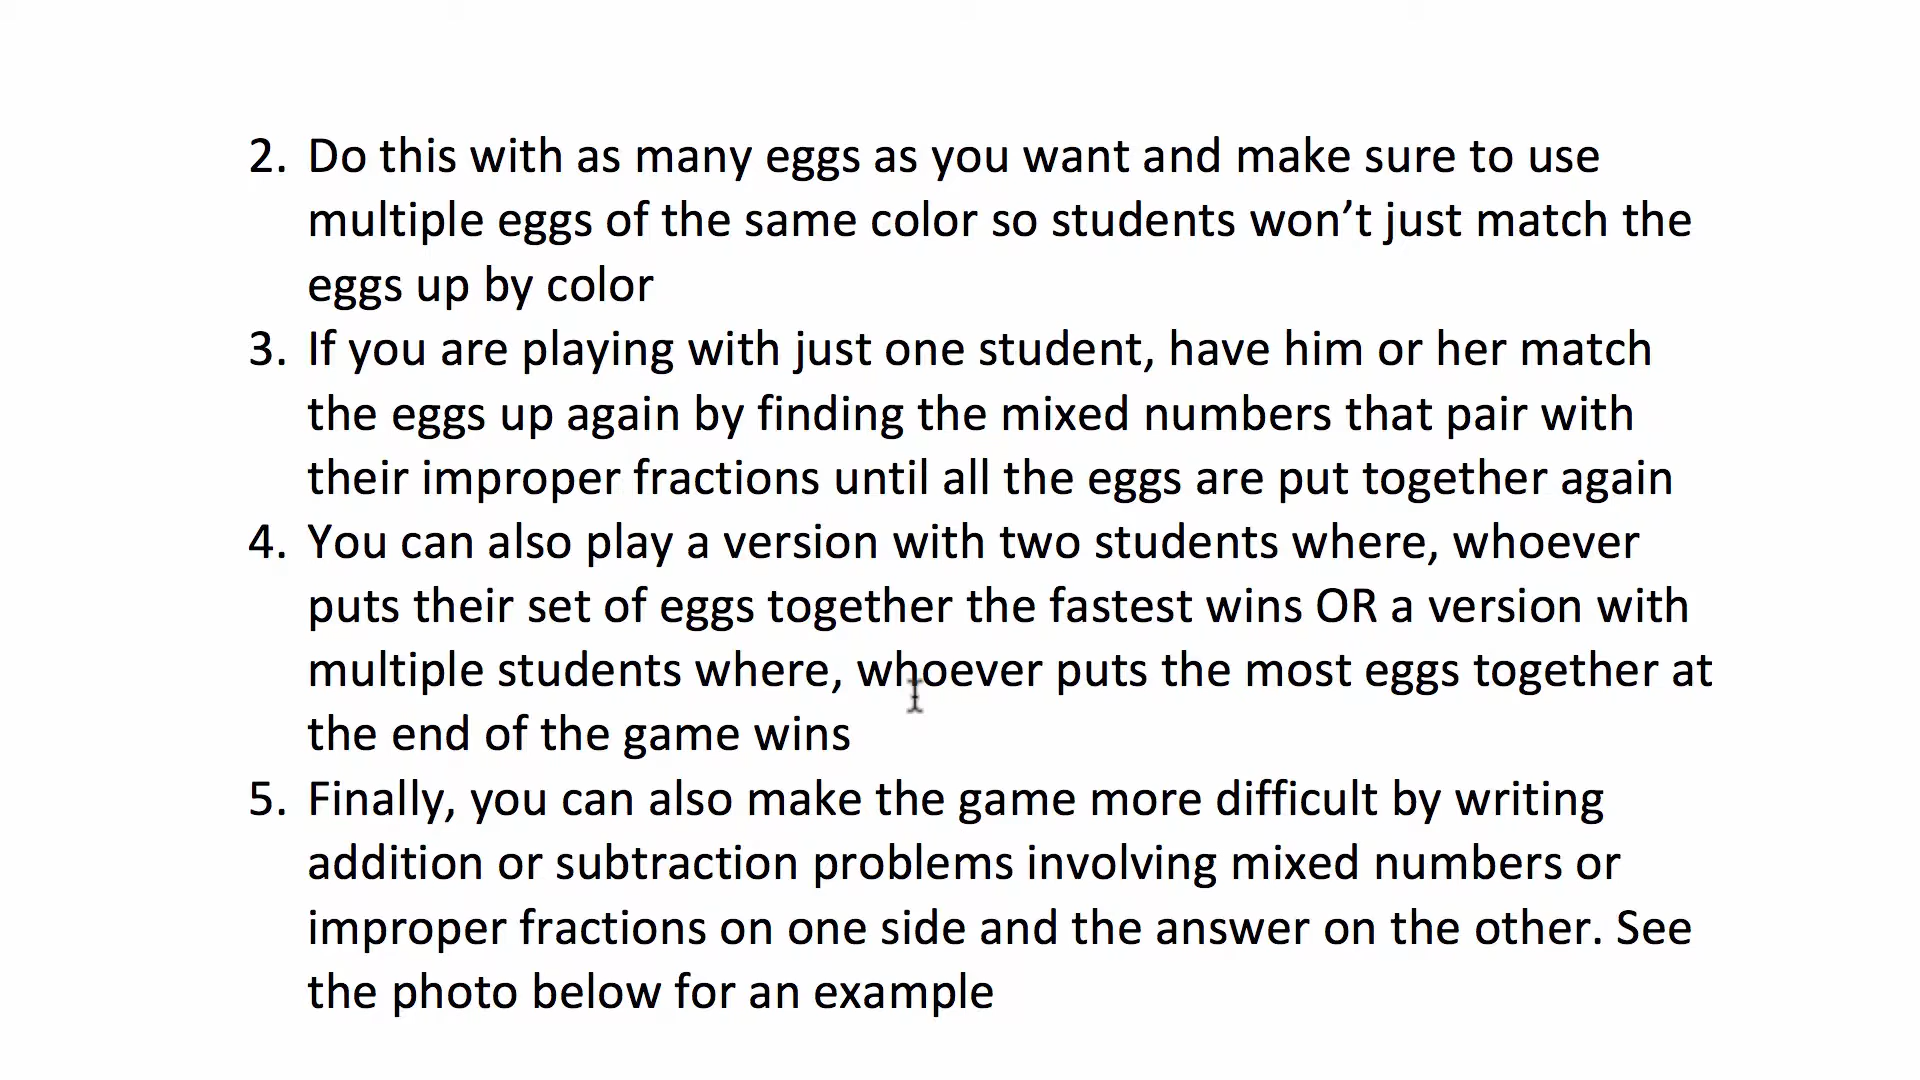 2. Do this with as many eggs as you want and make sure to use
multiple eggs of the same color so students won’t just match the
eggs up by color
3. If you are playing with just one student, have him or her match
the eggs up again by finding the mixed numbers that pair with
their improper fractions until all the eggs are put together again
4. You can also play a version with two students where, whoever
puts their set of eggs together the fastest wins OR a version with
multiple students where, whoever puts the most eggs together at
the end of the game wins
5. Finally, you can also make the game more difficult by writing
addition or subtraction problems involving mixed numbers or
improper fractions on one side and the answer on the other. See
the photo below for an example